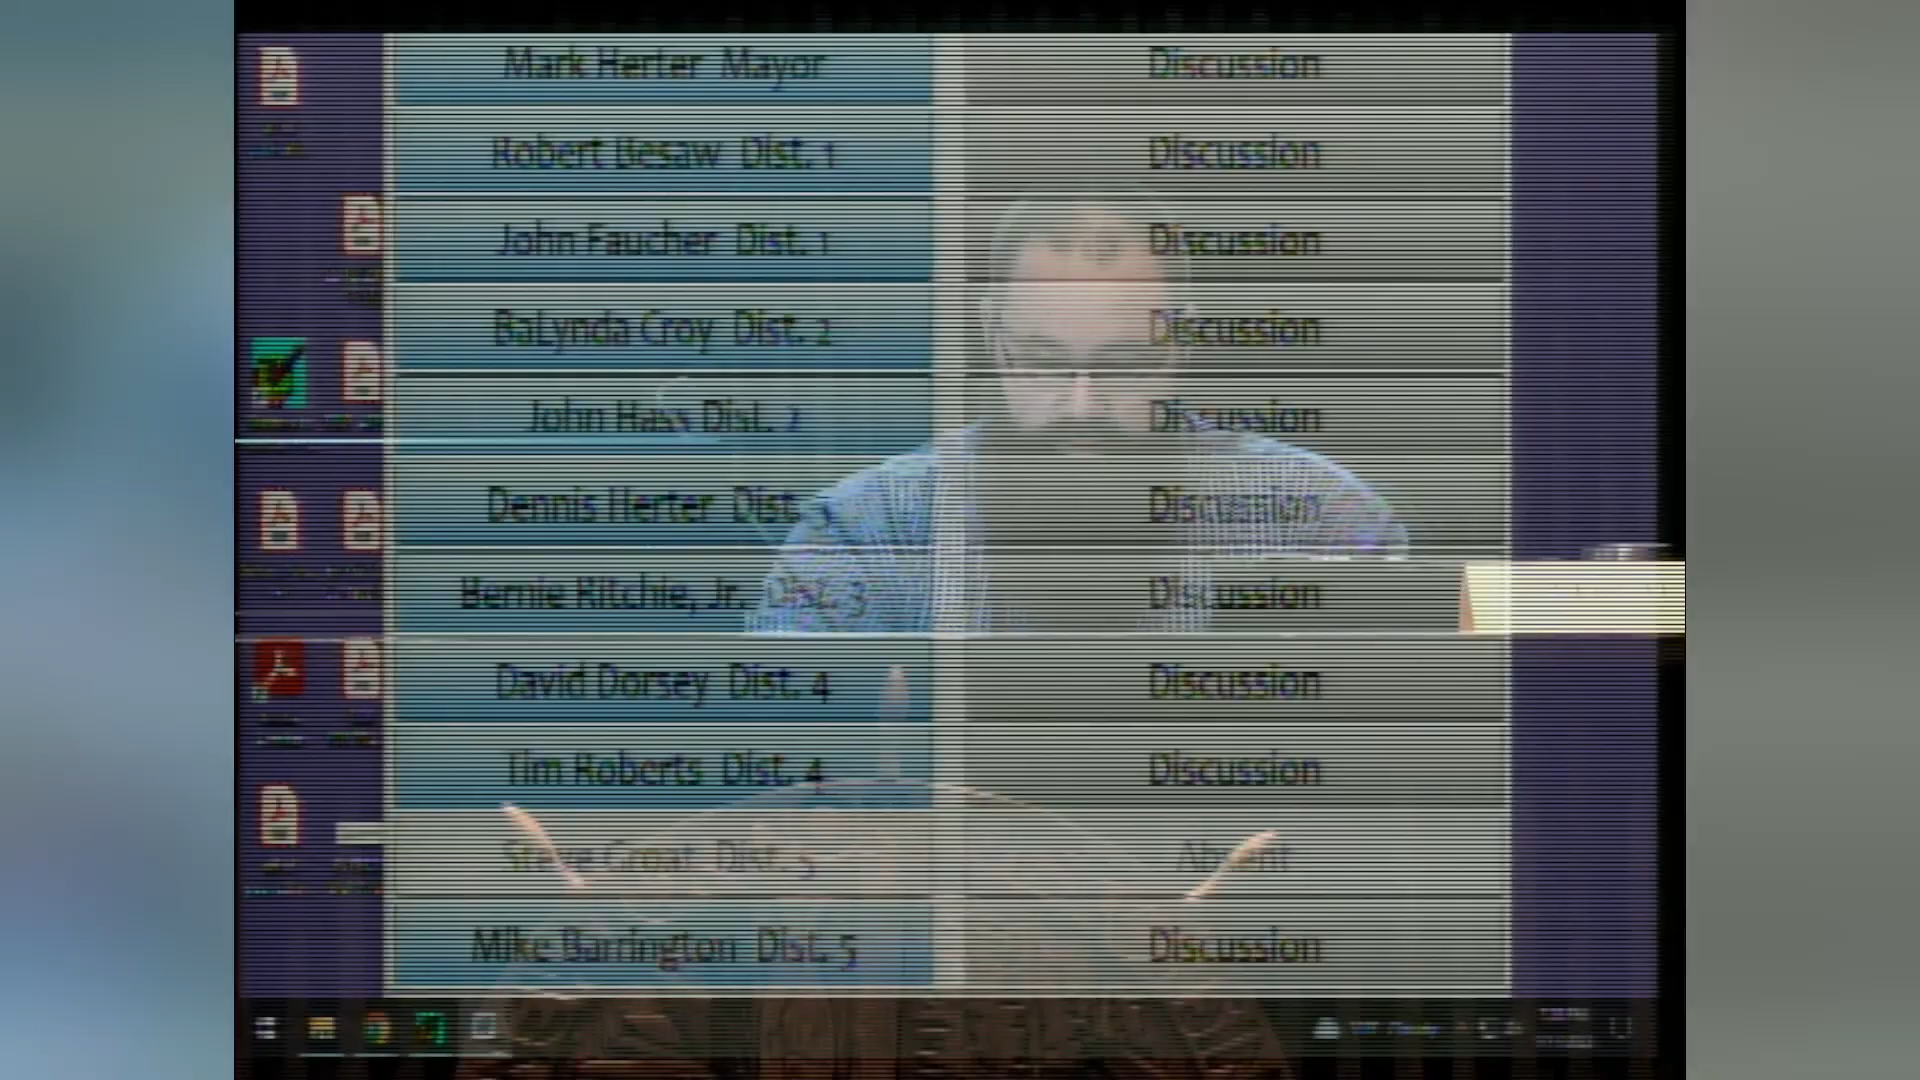 Mark Herter Mayor Discussion
Robert Besaw Dist. 1 Discussion
John Faucher Dist. 1 Discussion
BaLynda Croy Dist. 2 Discussion
John Hass Dist. 2 Discussion
Dennis Herter Dist. 3 Discussion
Bernie Ritchie, Jr. Dist. 3 Discussion
David Dorsey Dist. 4 Discussion
Tim Roberts Dist. 4 Discussion
Steve Groat Dist. 5 Absent
Mike Barrington Dist. 5 Discussion